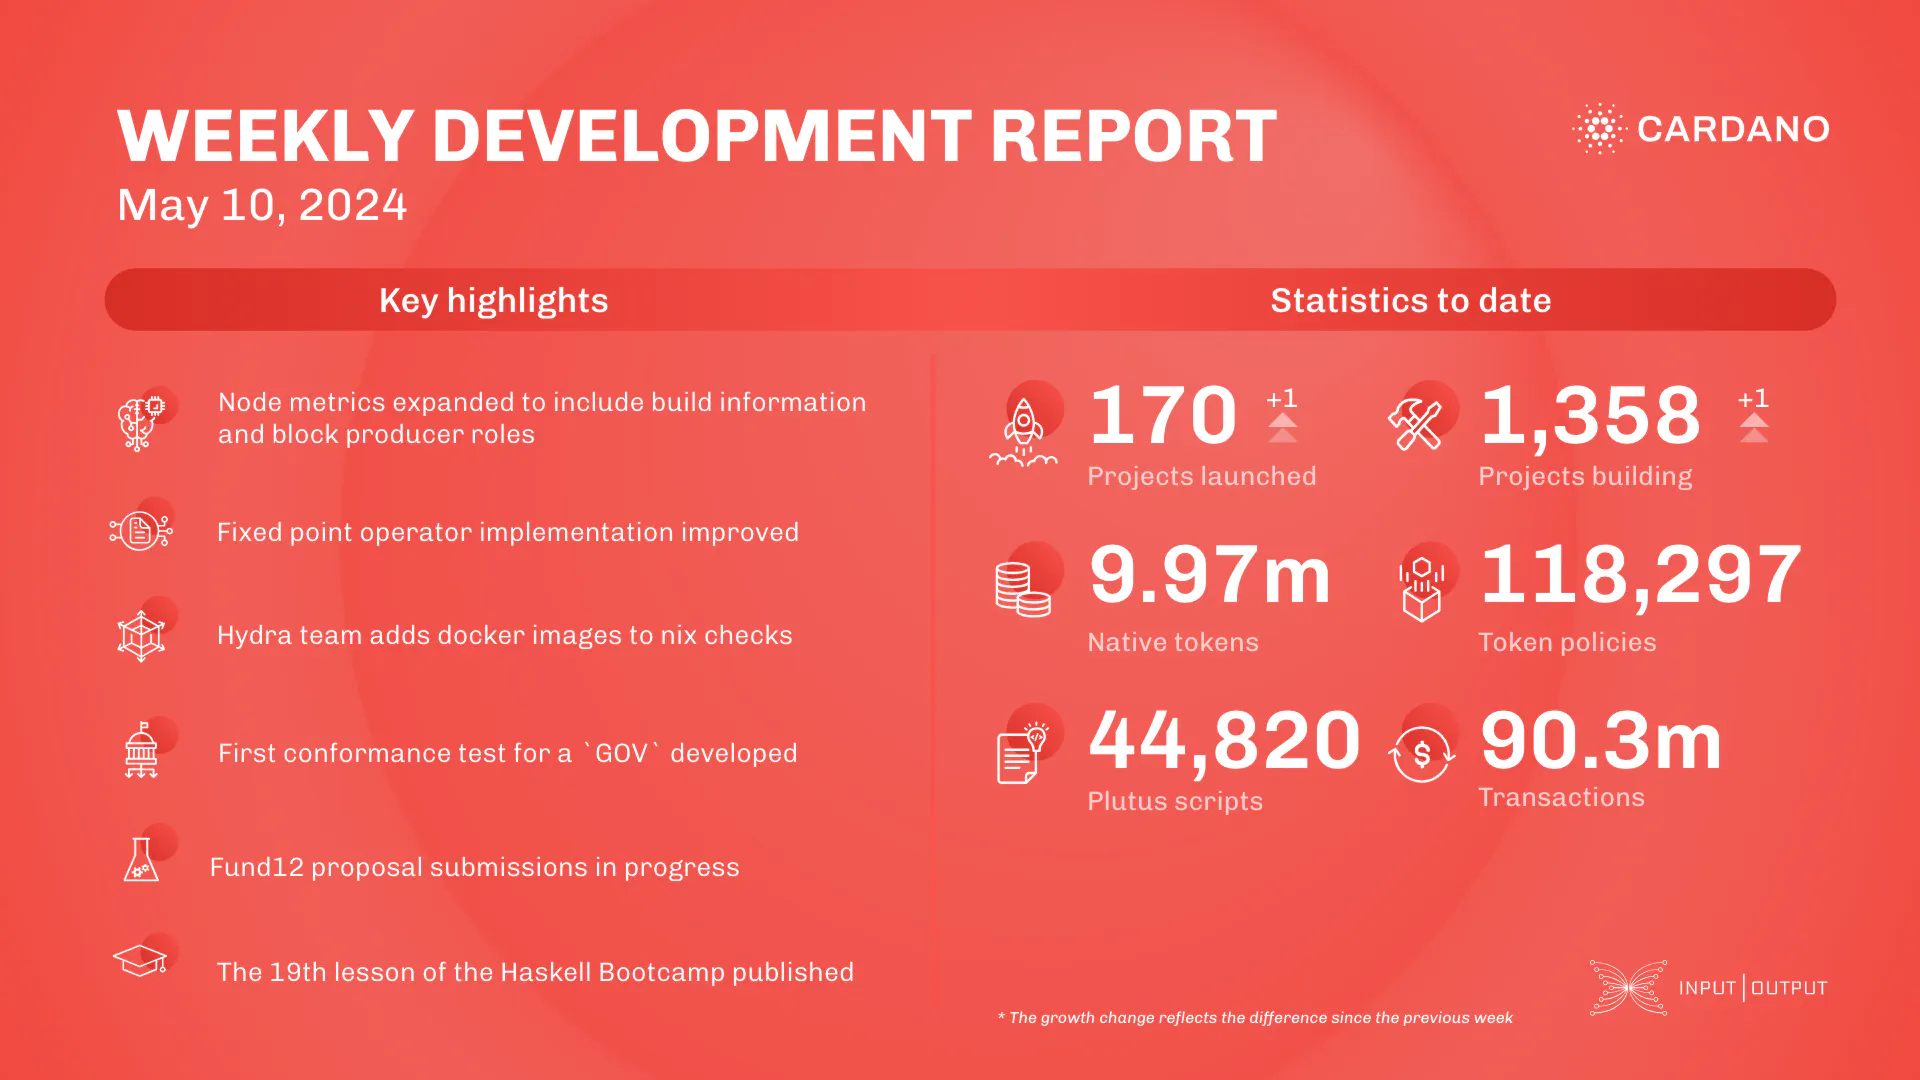 WEEKLY DEVELOPMENT REPORT
May 10, 2024
CARDANO
Key highlights
Node metrics expanded to include build information
and block producer roles
Fixed point operator implementation improved
Hydra team adds docker images to nix checks
First conformance test for a `GOV` developed
Fund12 proposal submissions in progress
The 19th lesson of the Haskell Bootcamp published
Statistics to date
170 +1
Projects launched
1,358 +1
Projects building
9.97m
Native tokens
118,297
Token policies
44,820
Plutus scripts
90.3m
Transactions
$
</>
* The growth change reflects the difference since the previous week
INPUT|OUTPUT